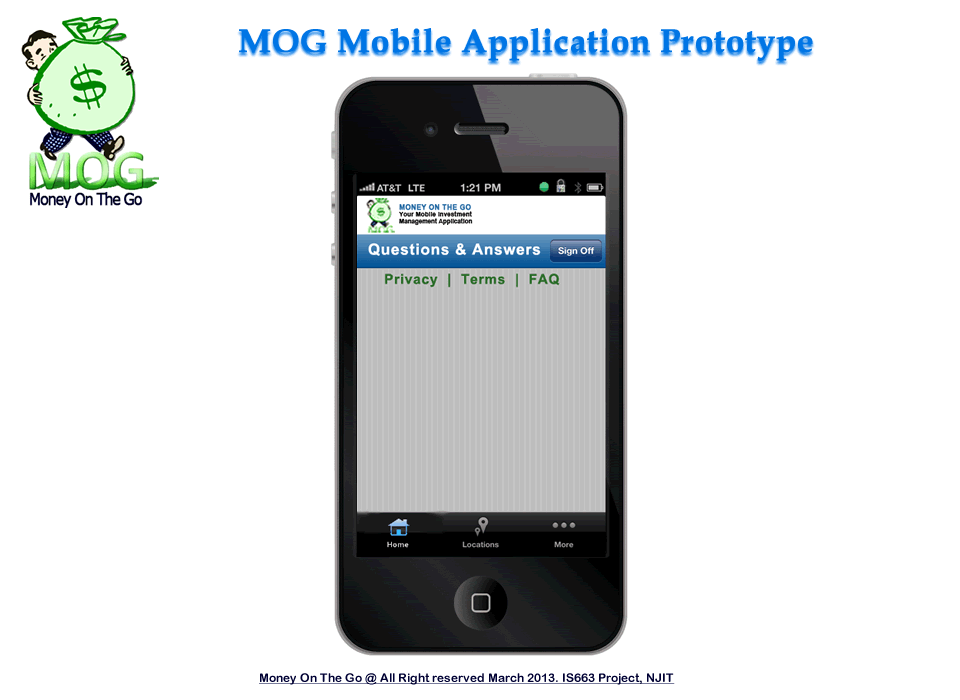 MOG Mobile Application Prototype
$
MOG
Money On The Go
AT&T LTE 1:21 PM
MONEY ON THE GO
Your Mobile Investment
Management Application
Questions & Answers Sign Off
Privacy | Terms | FAQ
Home Locations More
Money On The Go @ All Right reserved March 2013. IS663 Project, NJIT